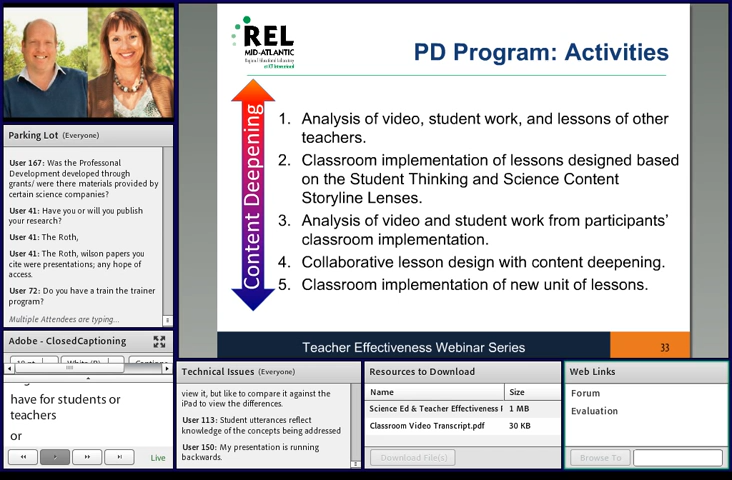 REL
MID-ATLANTIC
Regional Educational Laboratory
PD Program: Activities
Content Deepening
1. Analysis of video, student work, and lessons of other
teachers.
2. Classroom implementation of lessons designed based
on the Student Thinking and Science Content
Storyline Lenses.
3. Analysis of video and student work from participants'
classroom implementation.
4. Collaborative lesson design with content deepening.
5. Classroom implementation of new unit of lessons.
Teacher Effectiveness Webinar Series
33
Parking Lot (Everyone)
User 167: Was the Professonal
Development developed through
grants/ were there materials provided by
certain science companies?
User 41: Have you or will you publish
your research?
User 41: The Roth,
User 41: The Roth, wilson papers you
cite were presentations; any hope of
access.
User 72: Do you have a train the trainer
program?
Multiple Attendees are typing...
Adobe - ClosedCaptioning
have for students or
teachers
or
Live
Technical Issues (Everyone)
view it, but like to compare it against the
iPad to view the differences.
User 113: Student utterances reflect
knowledge of the concepts being addressed
User 150: My presentation is running
backwards.
Resources to Download
Name Size
Science Ed & Teacher Effectiveness 1 MB
Classroom Video Transcript.pdf 30 KB
Download File(s)
Web Links
Forum
Evaluation
Browse To